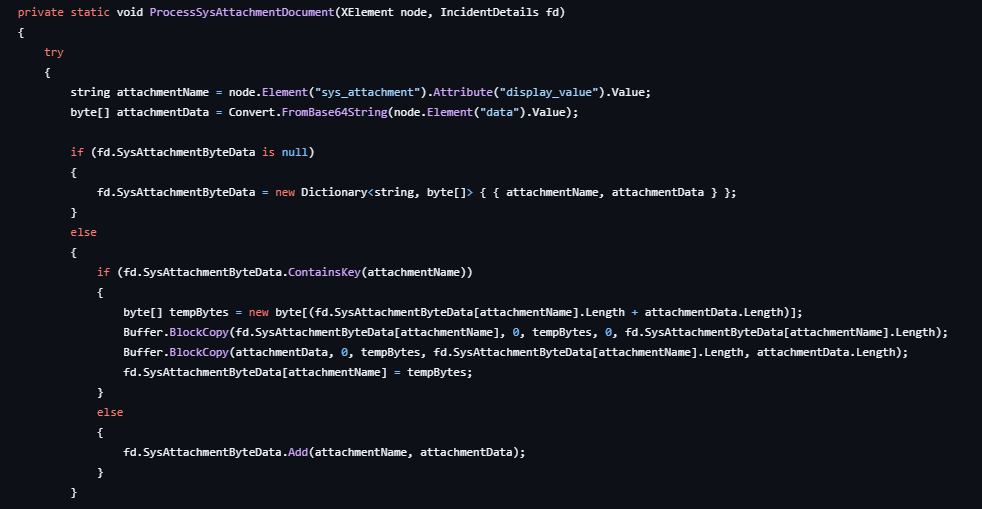 private static void ProcessSysAttachmentDocument(XElement node, IncidentDetails fd)
{
    try
    {
        string attachmentName = node.Element("sys_attachment").Attribute("display_value").Value;
        byte[] attachmentData = Convert.FromBase64String(node.Element("data").Value);

        if (fd.SysAttachmentByteData is null)
        {
            fd.SysAttachmentByteData = new Dictionary<string, byte[]> { { attachmentName, attachmentData } };
        }
        else
        {
            if (fd.SysAttachmentByteData.ContainsKey(attachmentName))
            {
                byte[] tempBytes = new byte[(fd.SysAttachmentByteData[attachmentName].Length + attachmentData.Length)];
                Buffer.BlockCopy(fd.SysAttachmentByteData[attachmentName], 0, tempBytes, 0, fd.SysAttachmentByteData[attachmentName].Length);
                Buffer.BlockCopy(attachmentData, 0, tempBytes, fd.SysAttachmentByteData[attachmentName].Length, attachmentData.Length);
                fd.SysAttachmentByteData[attachmentName] = tempBytes;
            }
            else
            {
                fd.SysAttachmentByteData.Add(attachmentName, attachmentData);
            }
        }